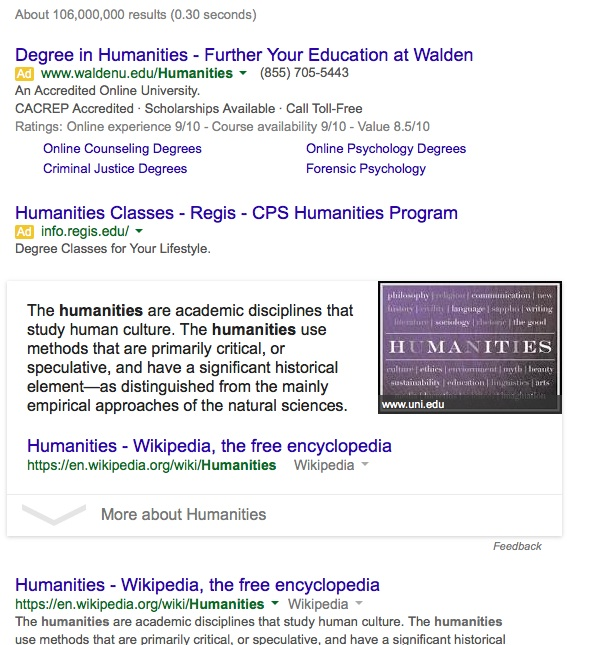 About 106,000,000 results (0.30 seconds)
Degree in Humanities - Further Your Education at Walden
Ad www.waldenu.edu/Humanities (855) 705-5443
An Accredited Online University.
CACREP Accredited · Scholarships Available · Call Toll-Free
Ratings: Online experience 9/10 - Course availability 9/10 - Value 8.5/10
Online Counseling Degrees Online Psychology Degrees
Criminal Justice Degrees Forensic Psychology
Humanities Classes - Regis - CPS Humanities Program
Ad info.regis.edu/
Degree Classes for Your Lifestyle.
The humanities are academic disciplines that
study human culture. The humanities use
methods that are primarily critical, or
speculative, and have a significant historical
element—as distinguished from the mainly
empirical approaches of the natural sciences.
philosophy | religion | communication | new
history | civility | language | sappho | writing
literature | sociology | rhetoric | the good
HUMANITIES
culture | ethics | environment | myth | beauty
sustainability | education | linguistics | arts
www.uni.edu
Humanities - Wikipedia, the free encyclopedia
https://en.wikipedia.org/wiki/Humanities Wikipedia
More about Humanities
Feedback
Humanities - Wikipedia, the free encyclopedia
https://en.wikipedia.org/wiki/Humanities Wikipedia
The humanities are academic disciplines that study human culture. The humanities
use methods that are primarily critical, or speculative, and have a significant historical